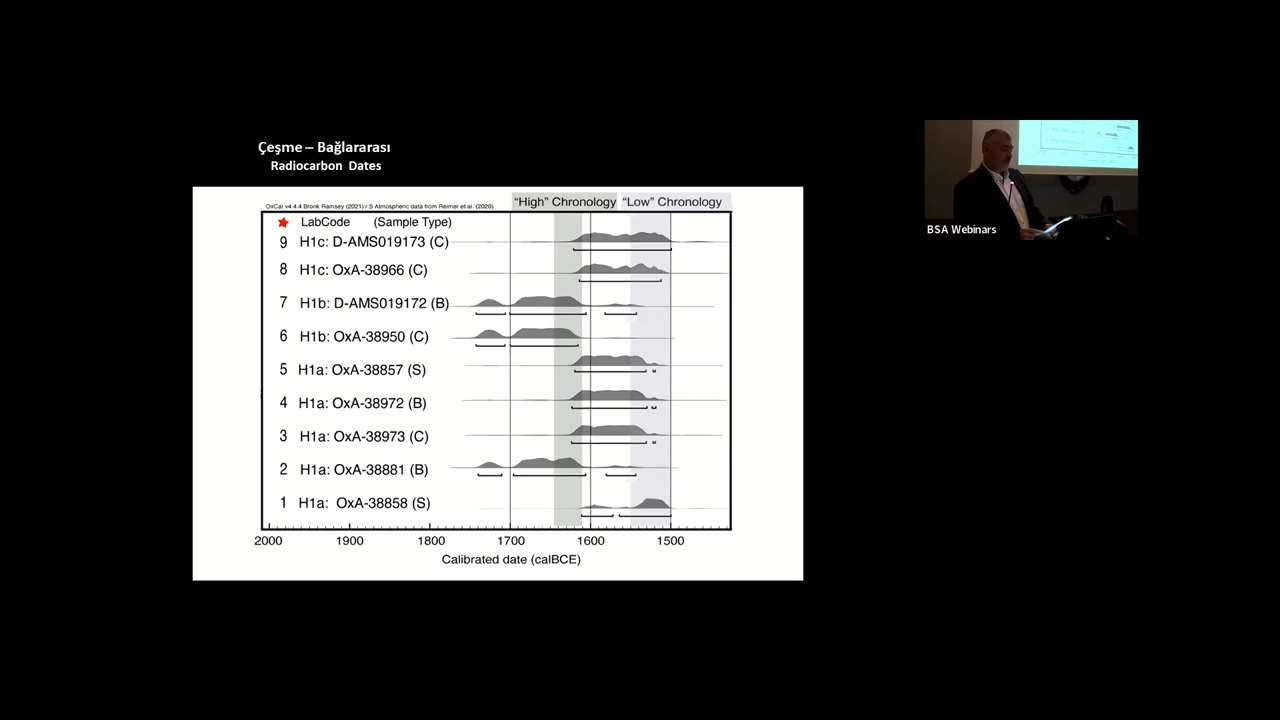 Çeşme – Bağlararası
Radiocarbon Dates
BSA Webinars
OxCal v4.4.4 Bronk Ramsey (2021); r:5 Atmospheric data from Reimer et al. (2020)
“High” Chronology “Low” Chronology
LabCode (Sample Type)
9 H1c: D-AMS019173 (C)
8 H1c: OxA-38966 (C)
7 H1b: D-AMS019172 (B)
6 H1b: OxA-38950 (C)
5 H1a: OxA-38857 (S)
4 H1a: OxA-38972 (B)
3 H1a: OxA-38973 (C)
2 H1a: OxA-38881 (B)
1 H1a: OxA-38858 (S)
2000 1900 1800 1700 1600 1500
Calibrated date (calBCE)